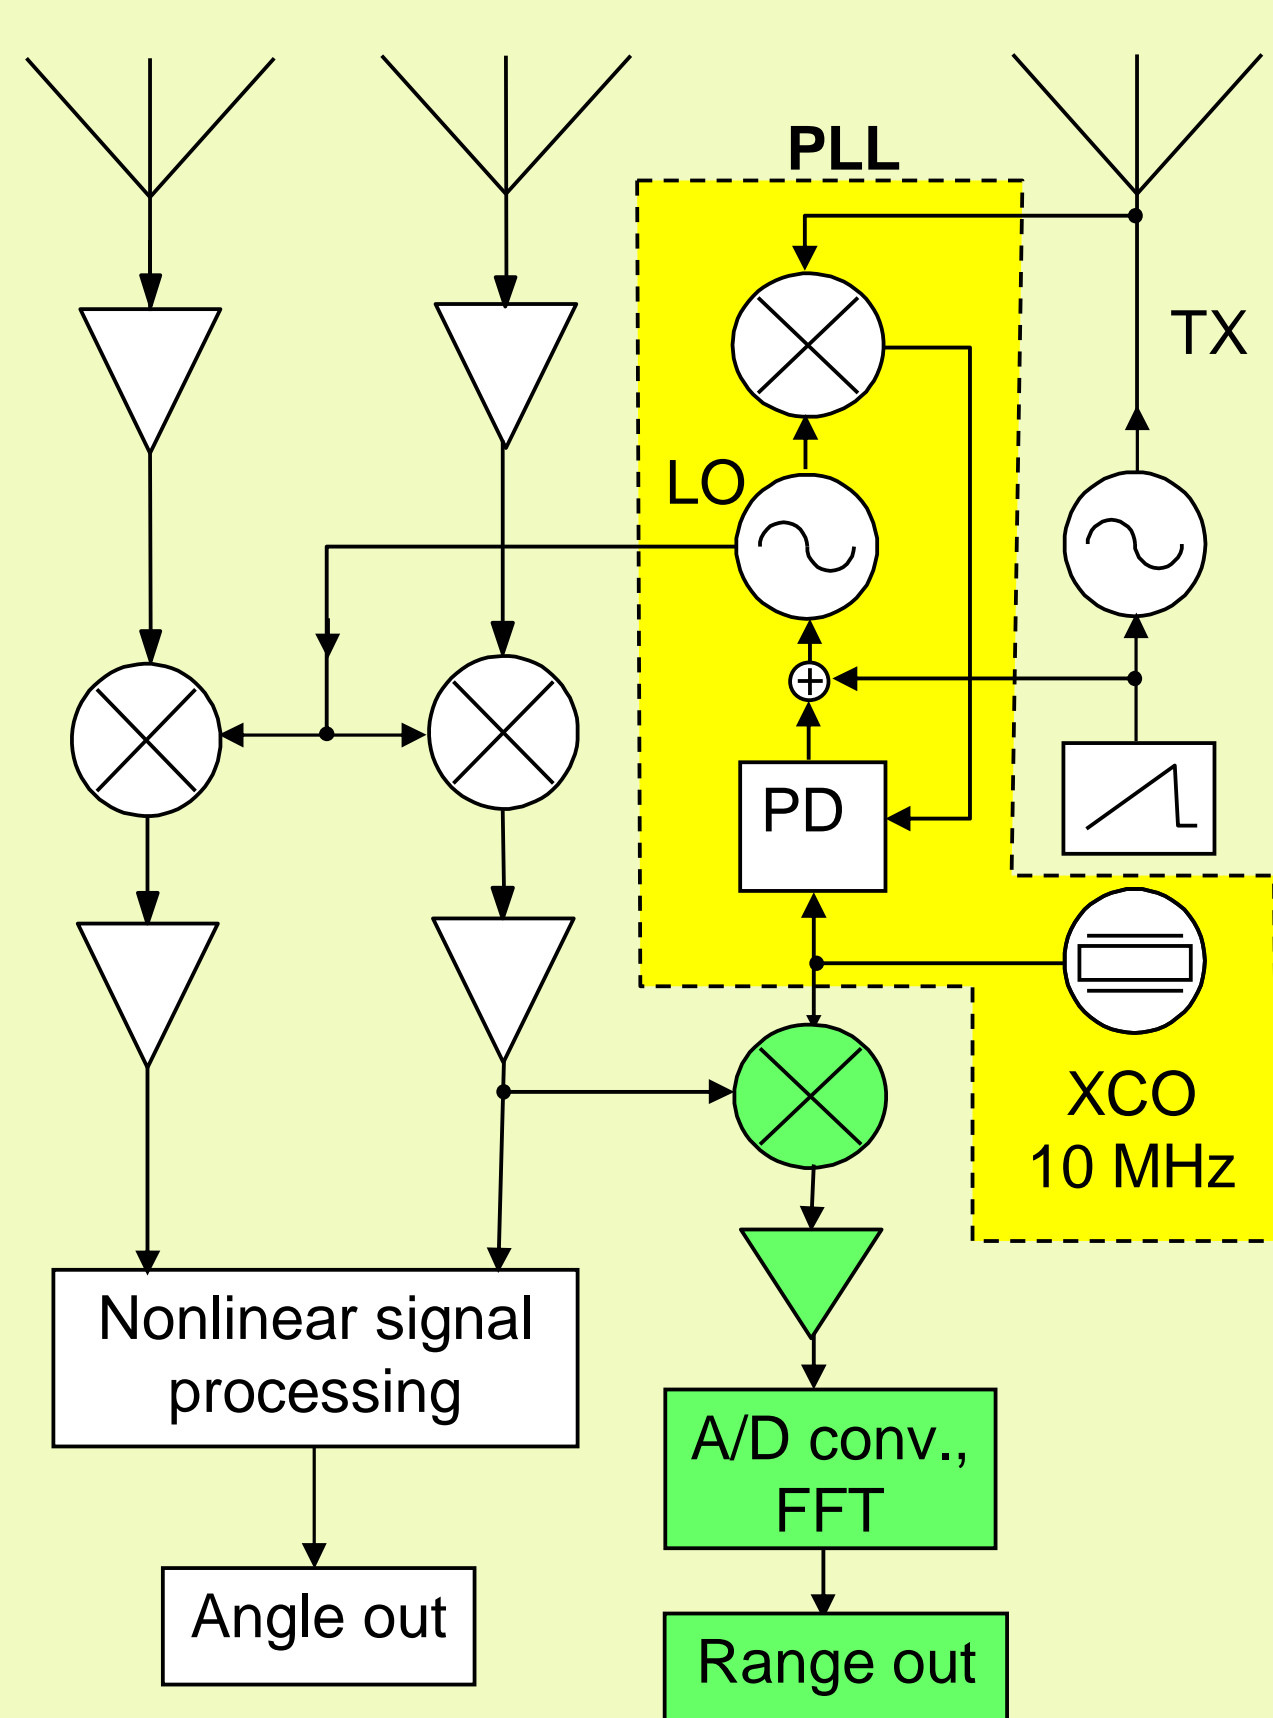 PLL
TX
LO
+
PD
XCO
10 MHz
Nonlinear signal
processing
A/D conv.,
FFT
Angle out
Range out